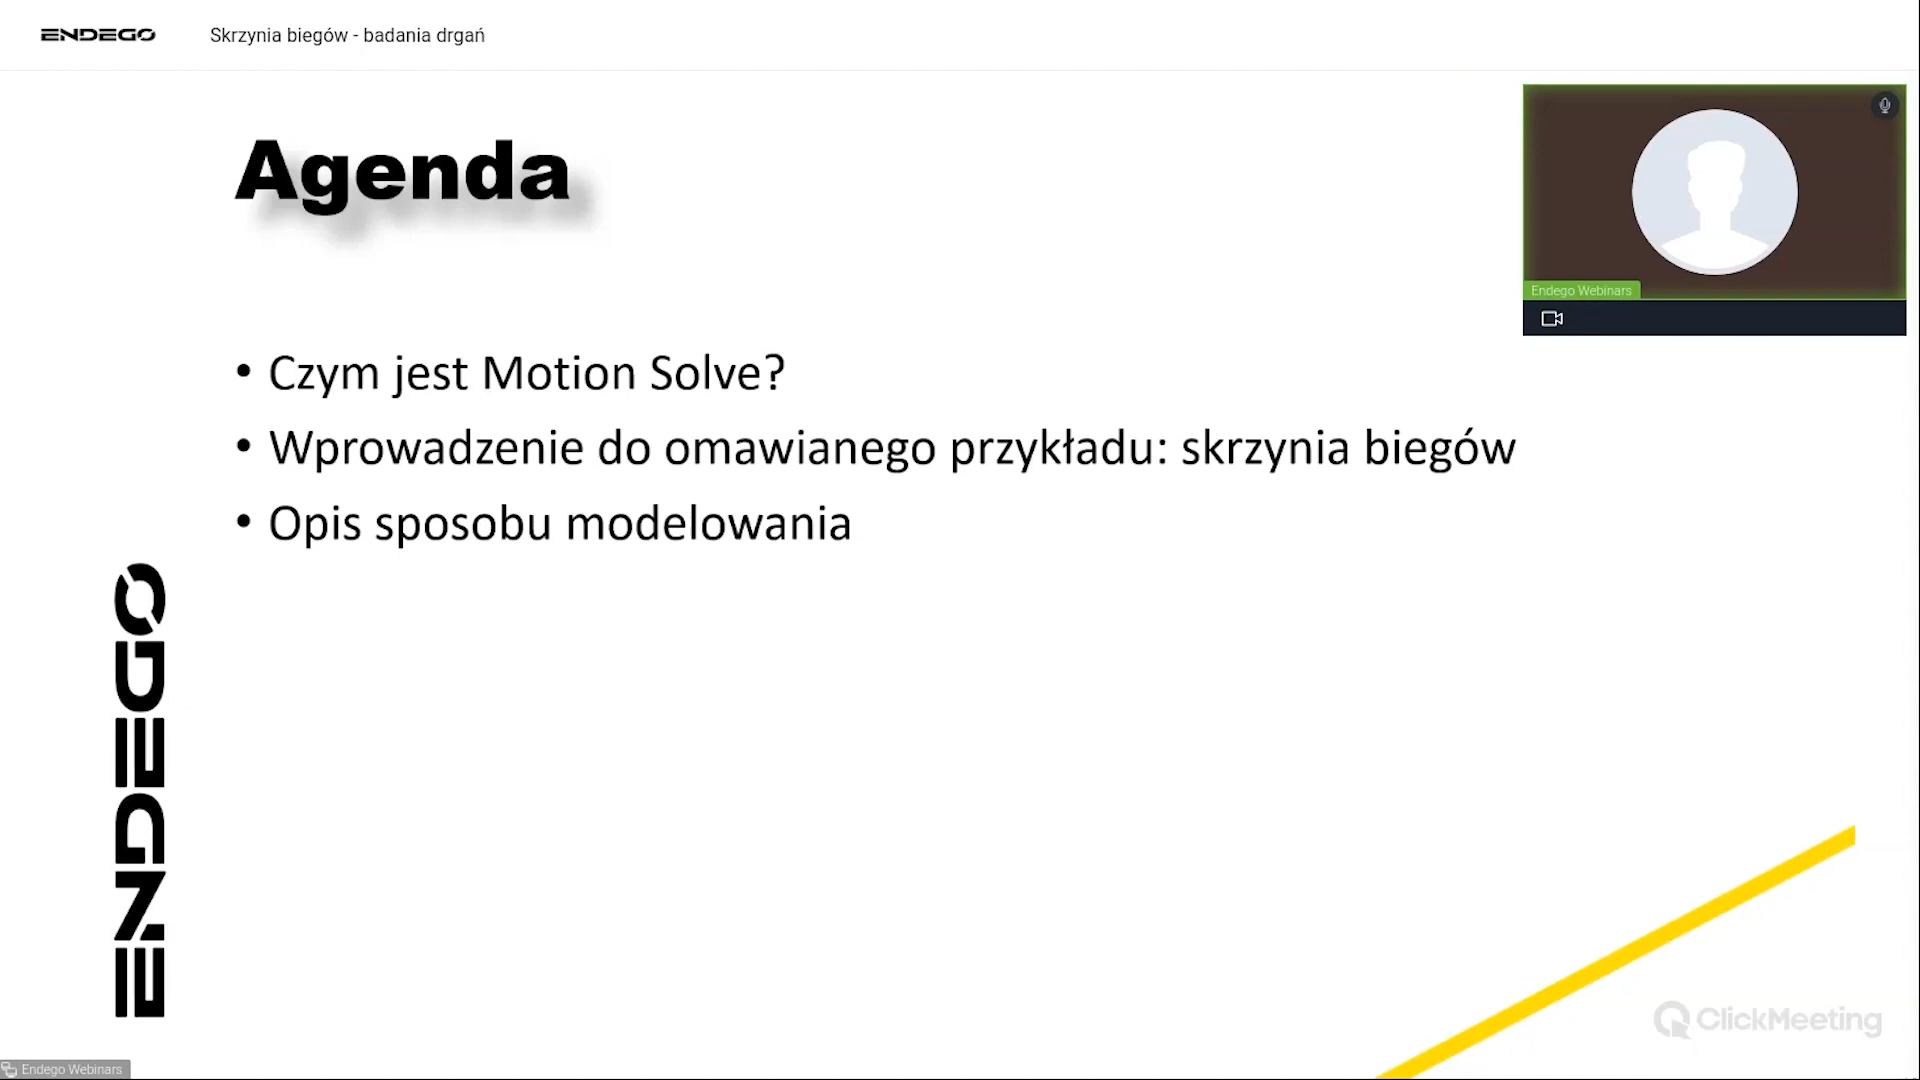 ENDEGO
Skrzynia biegów - badania drgań
Agenda
Endego Webinars
• Czym jest Motion Solve?
• Wprowadzenie do omawianego przykładu: skrzynia biegów
• Opis sposobu modelowania
ENDEGO
ClickMeeting
Endego Webinars